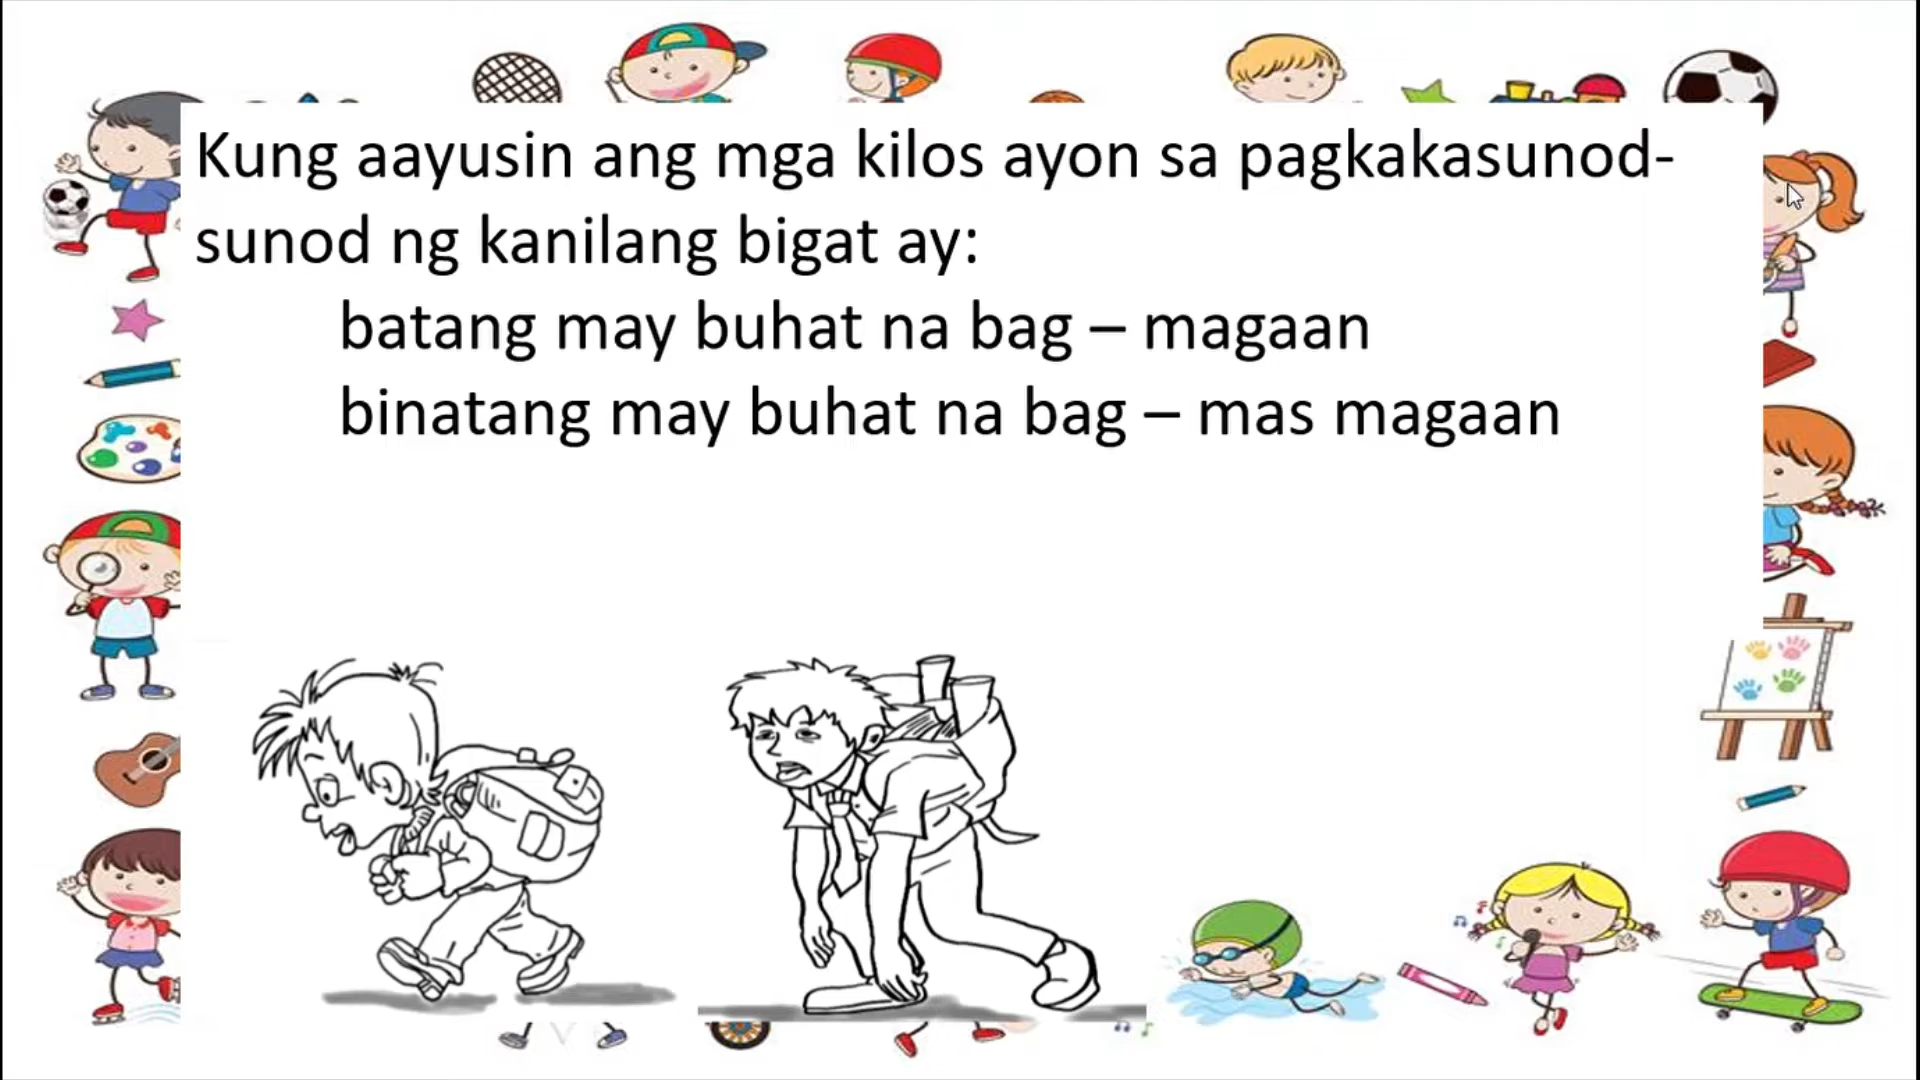 Kung aayusin ang mga kilos ayon sa pagkakasunod-
sunod ng kanilang bigat ay:
batang may buhat na bag – magaan
binatang may buhat na bag – mas magaan